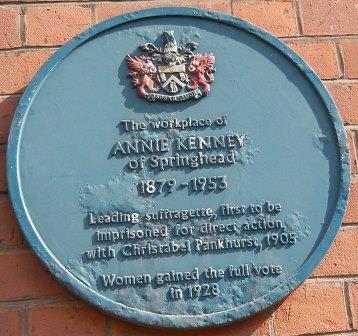 The workplace of
ANNIE KENNEY
of Springhead
1879-1953
Leading suffragette, first to be
imprisoned for direct action,
with Christabel Pankhurst, 1905
Women gained the full vote
in 1928